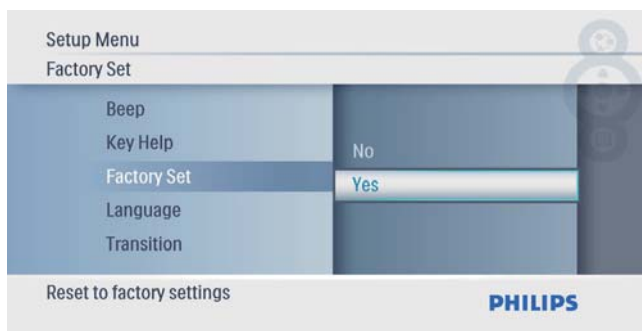 Setup Menu
Factory Set
Beep
Key Help
Factory Set
Language
Transition
No
Yes
Reset to factory settings
PHILIPS